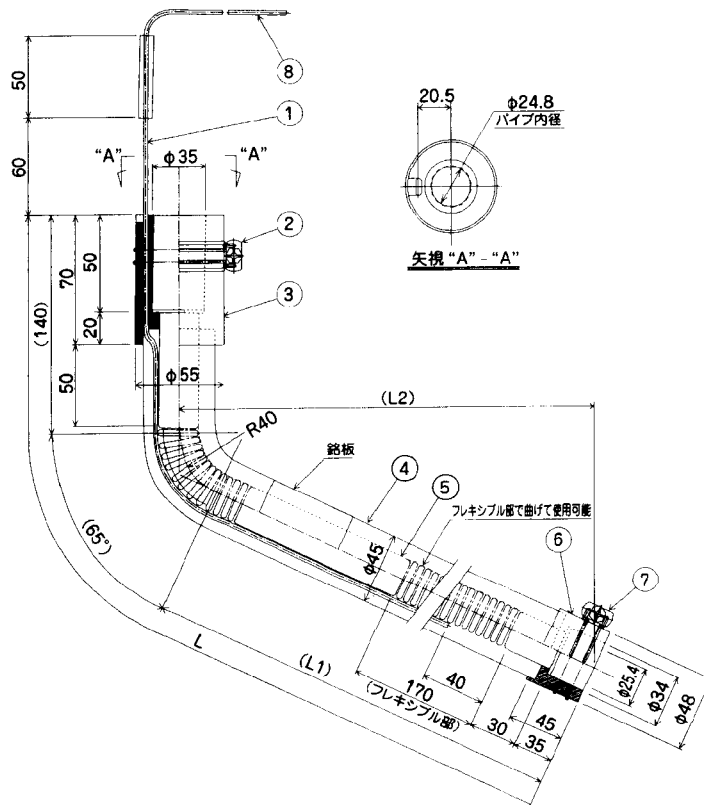 8
50
1
20.5
φ24.8
パイプ内径
60
"A"
"A"
φ35
矢視 "A" - "A"
2
3
(140)
70
50
20
50
φ55
(L2)
R40
銘板
4
5
フレキシブル部で曲げて使用可能
(65°)
φ45
6
7
L
(L1)
170
(フレキシブル部)
40
30
45
35
φ25.4
φ34
φ48